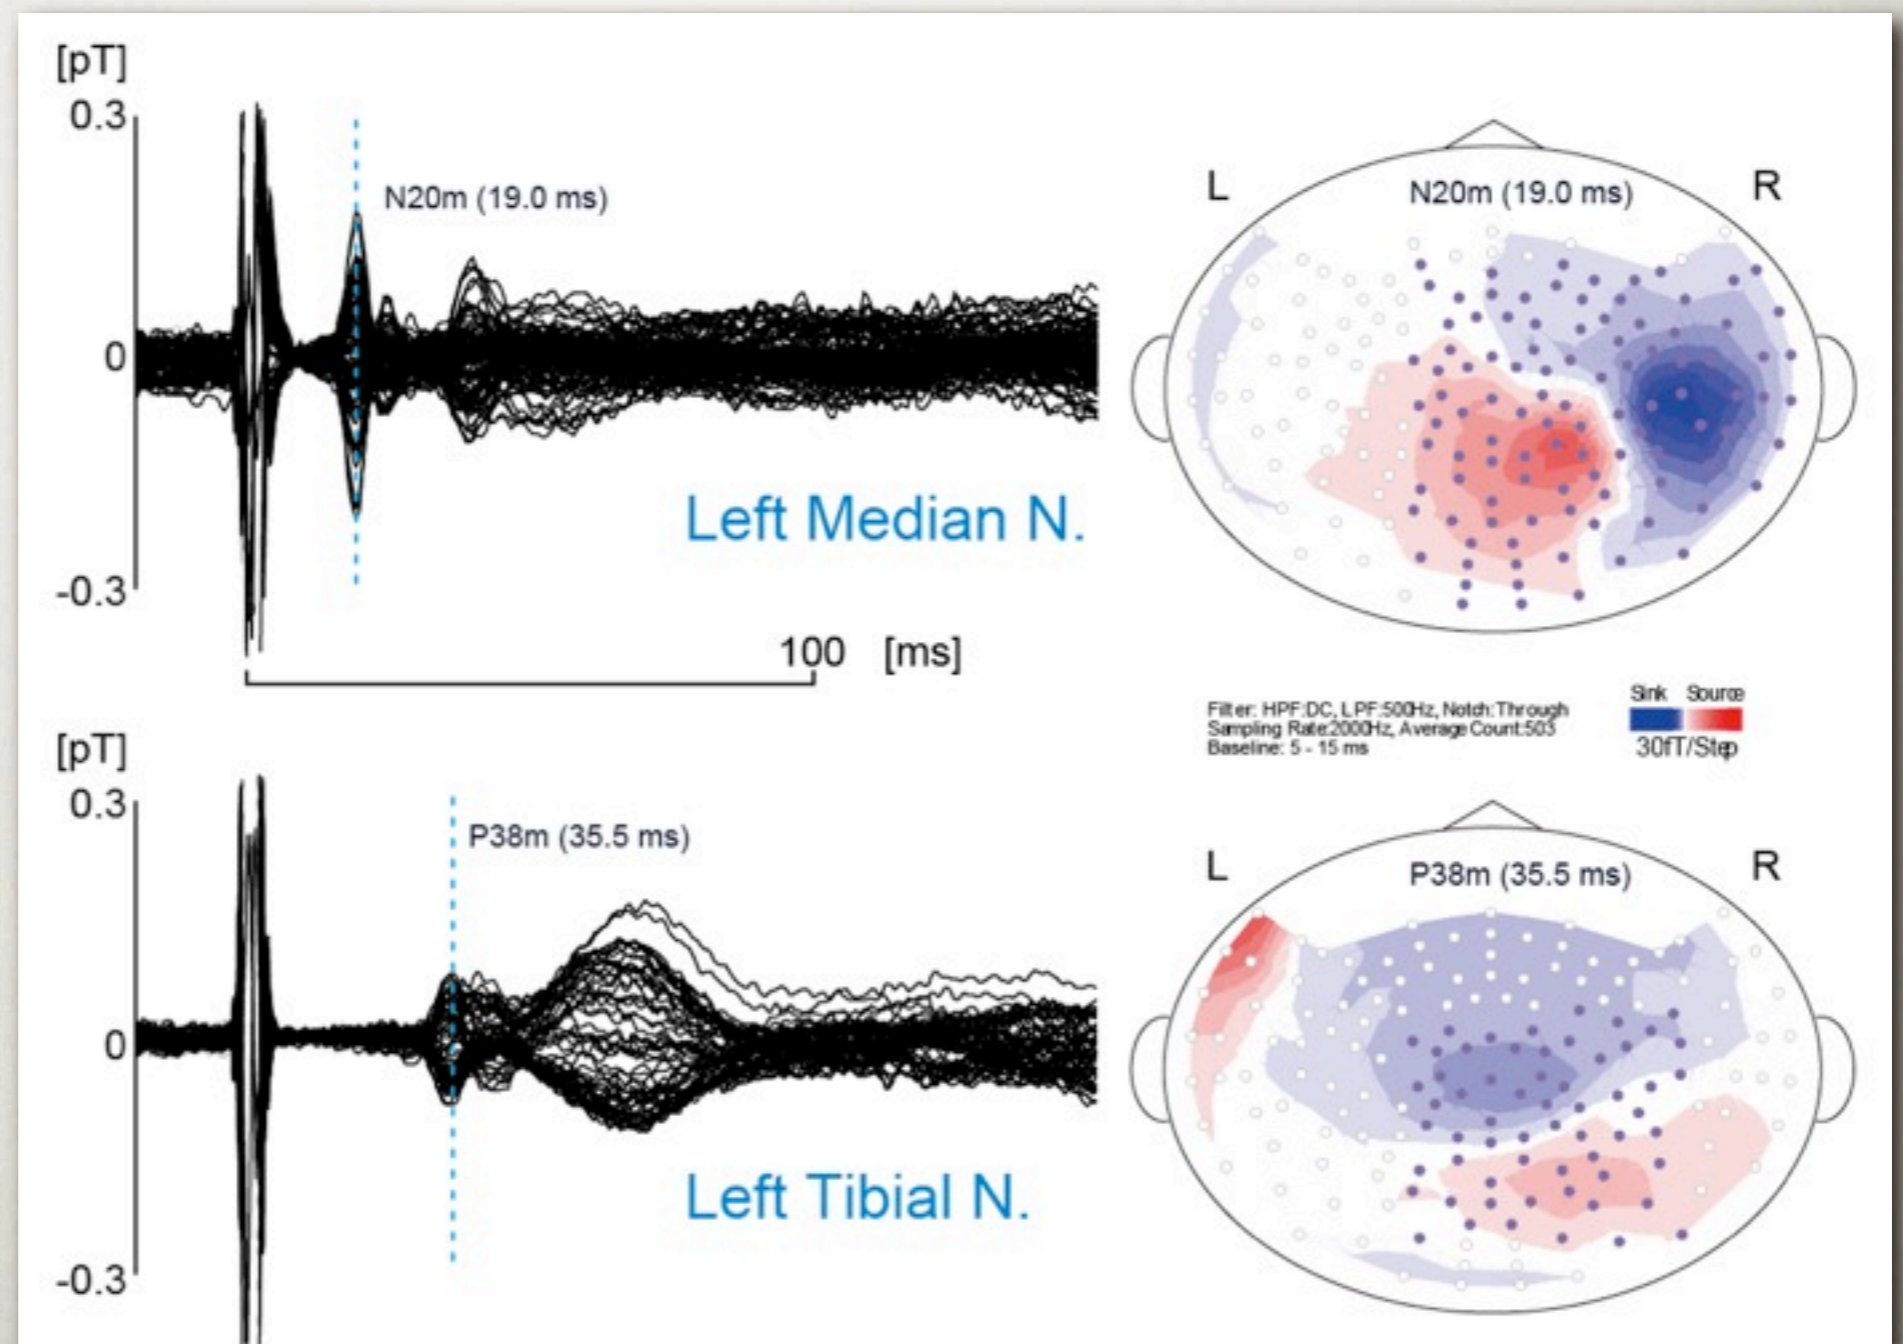 [pT]
0.3
0
-0.3
N20m (19.0 ms)
Left Median N.
100 [ms]
L
N20m (19.0 ms)
R
Filter: HPF:DC, LPF:500Hz, Notch:Through
Sampling Rate:2000Hz, Average Count:503
Baseline: 5 - 15 ms
Sink Source
30fT/Step
[pT]
0.3
0
-0.3
P38m (35.5 ms)
Left Tibial N.
L
P38m (35.5 ms)
R